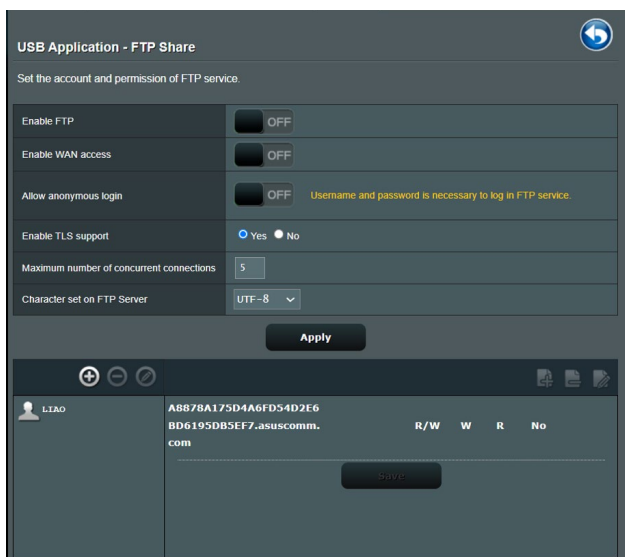 USB Application - FTP Share
Set the account and permission of FTP service.
Enable FTP OFF
Enable WAN access OFF
Allow anonymous login OFF Username and password is necessary to log in FTP service.
Enable TLS support Yes No
Maximum number of concurrent connections 5
Character set on FTP Server UTF-8
Apply
LIAO
A8878A175D4A6FD54D2E6
BD6195DB5EF7.asuscomm.
com
R/W W R No
Save